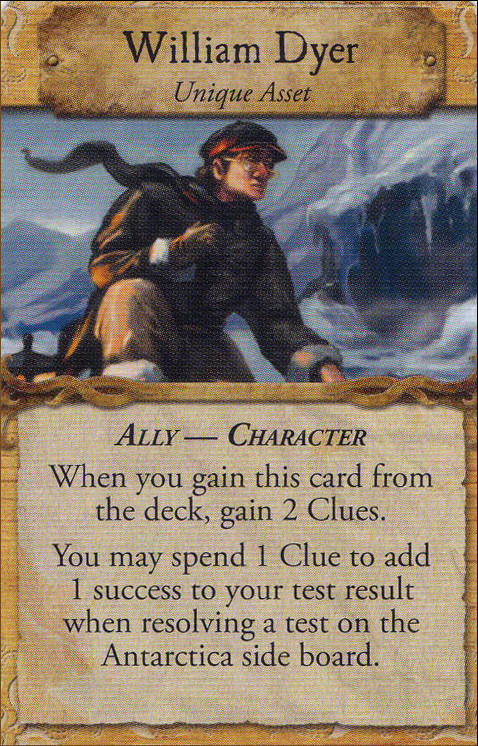 William Dyer
Unique Asset
Ally — Character
When you gain this card from
the deck, gain 2 Clues.
You may spend 1 Clue to add
1 success to your test result
when resolving a test on the
Antarctica side board.